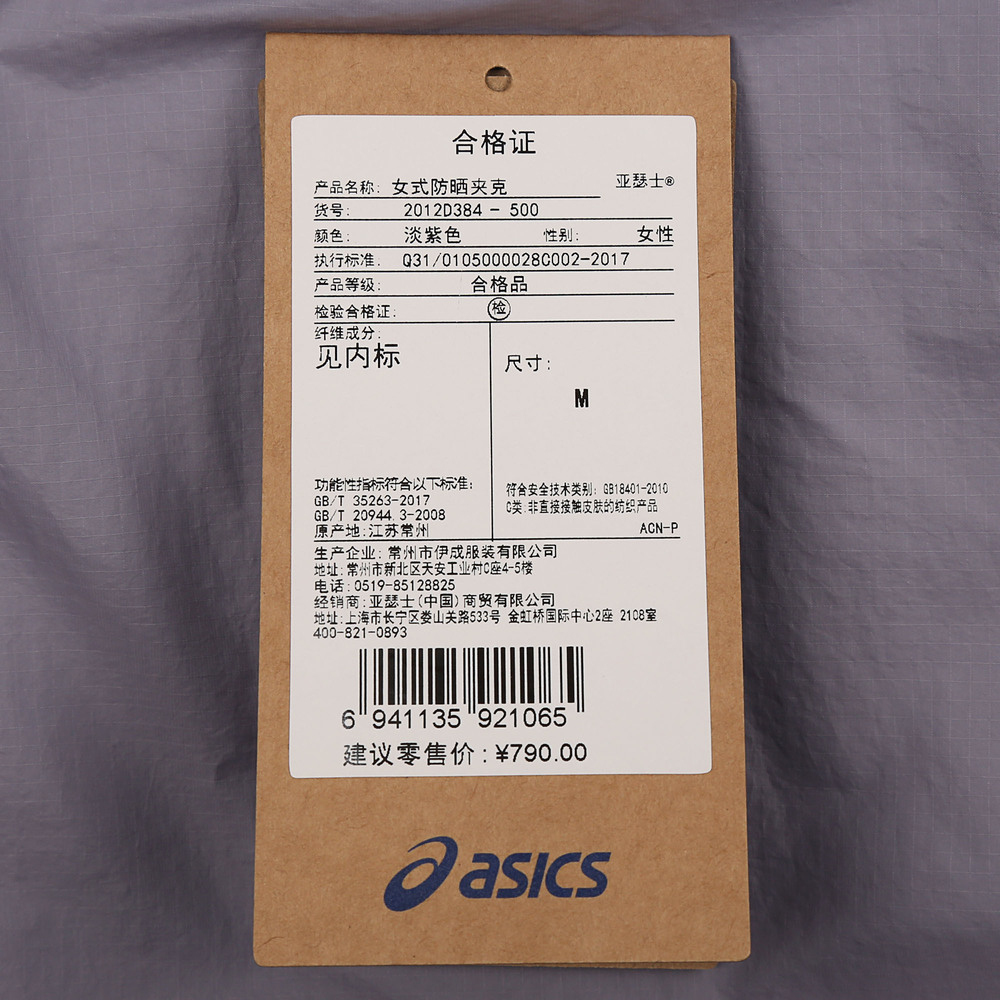 合格证
产品名称: 女式防晒夹克 亚瑟士®
货号: 2012D384 - 500
颜色: 淡紫色 性别: 女性
执行标准: Q31/0105000028C002-2017
产品等级: 合格品
检验合格证: 检
纤维成分:
见内标
尺寸:
M
功能性指标符合以下标准:
GB/T 35263-2017
GB/T 20944.3-2008
原产地:江苏常州
符合安全技术类别: GB18401-2010
C类:非直接接触皮肤的纺织产品
ACN-P
生产企业: 常州市伊成服装有限公司
地址:常州市新北区天安工业村C座4-5楼
电话:0519-85128825
经销商:亚瑟士(中国)商贸有限公司
地址:上海市长宁区娄山关路533号 金虹桥国际中心2座 2108室
400-821-0893
6 941135 921065
建议零售价:¥790.00
asics